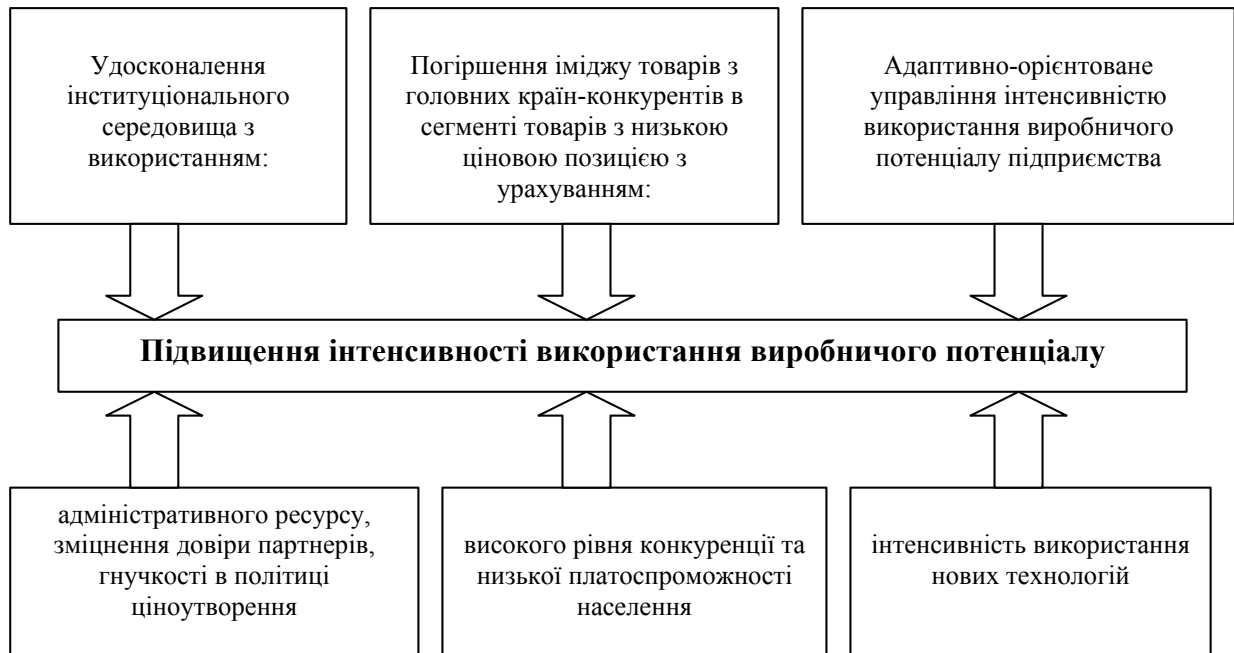 Удосконалення
інституціонального
середовища з
використанням:
Погіршення іміджу товарів з
головних країн-конкурентів в
сегменті товарів з низькою
ціновою позицією з
урахуванням:
Адаптивно-орієнтоване
управління інтенсивністю
використання виробничого
потенціалу підприємства
Підвищення інтенсивності використання виробничого потенціалу
адміністративного ресурсу,
зміцнення довіри партнерів,
гнучкості в політиці
ціноутворення
високого рівня конкуренції та
низької платоспроможності
населення
інтенсивність використання
нових технологій